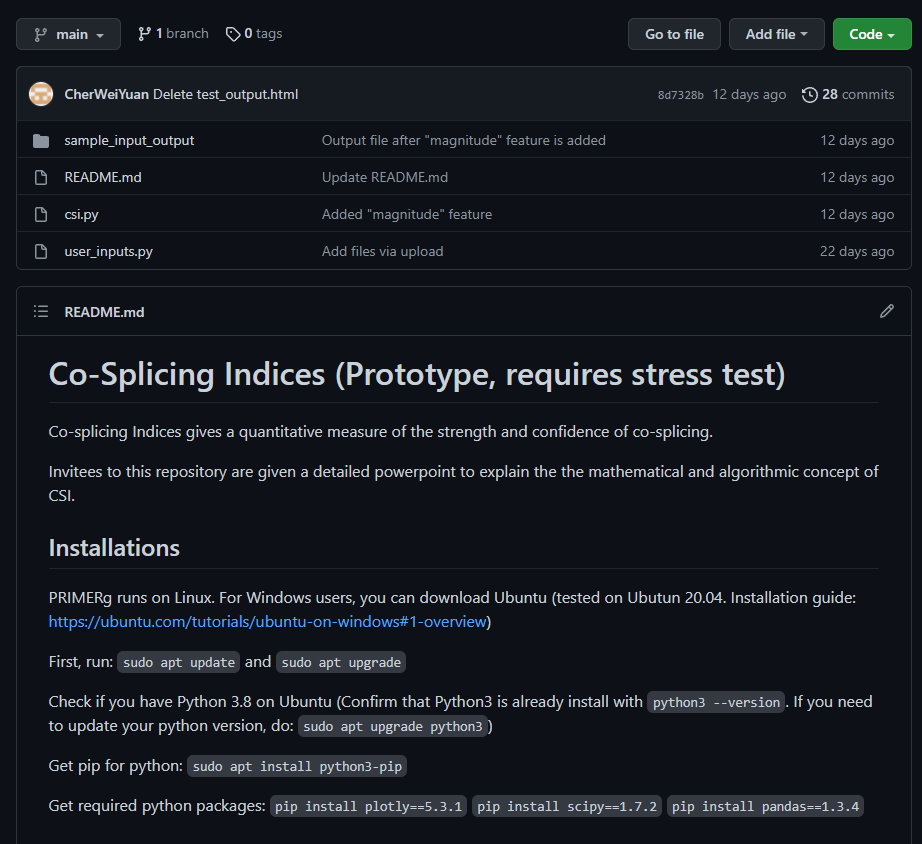 main 1 branch 0 tags Go to file Add file Code
CherWeiYuan Delete test_output.html 8d7328b 12 days ago 28 commits
sample_input_output Output file after "magnitude" feature is added 12 days ago
README.md Update README.md 12 days ago
csi.py Added "magnitude" feature 12 days ago
user_inputs.py Add files via upload 22 days ago
README.md
Co-Splicing Indices (Prototype, requires stress test)
Co-splicing Indices gives a quantitative measure of the strength and confidence of co-splicing.
Invitees to this repository are given a detailed powerpoint to explain the the mathematical and algorithmic concept of
CSI.
Installations
PRIMERg runs on Linux. For Windows users, you can download Ubuntu (tested on Ubutun 20.04. Installation guide:
https://ubuntu.com/tutorials/ubuntu-on-windows#1-overview)
First, run: sudo apt update and sudo apt upgrade
Check if you have Python 3.8 on Ubuntu (Confirm that Python3 is already install with python3 --version. If you need
to update your python version, do: sudo apt upgrade python3)
Get pip for python: sudo apt install python3-pip
Get required python packages: pip install plotly==5.3.1 pip install scipy==1.7.2 pip install pandas==1.3.4